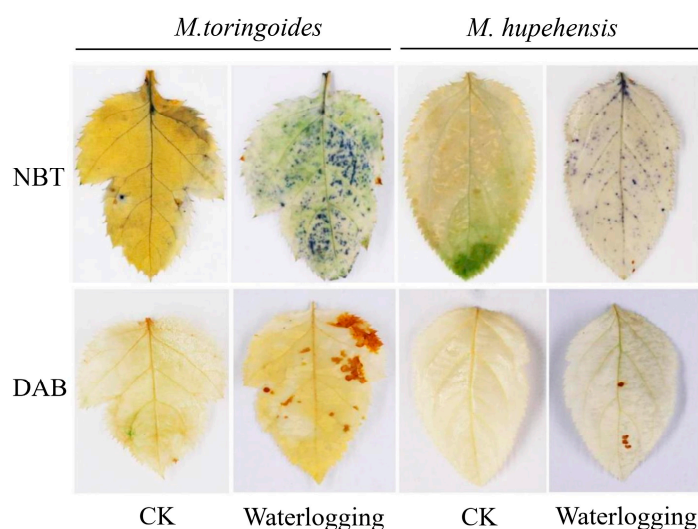 M.toringoides M. hupehensis
NBT
DAB
CK Waterlogging CK Waterlogging